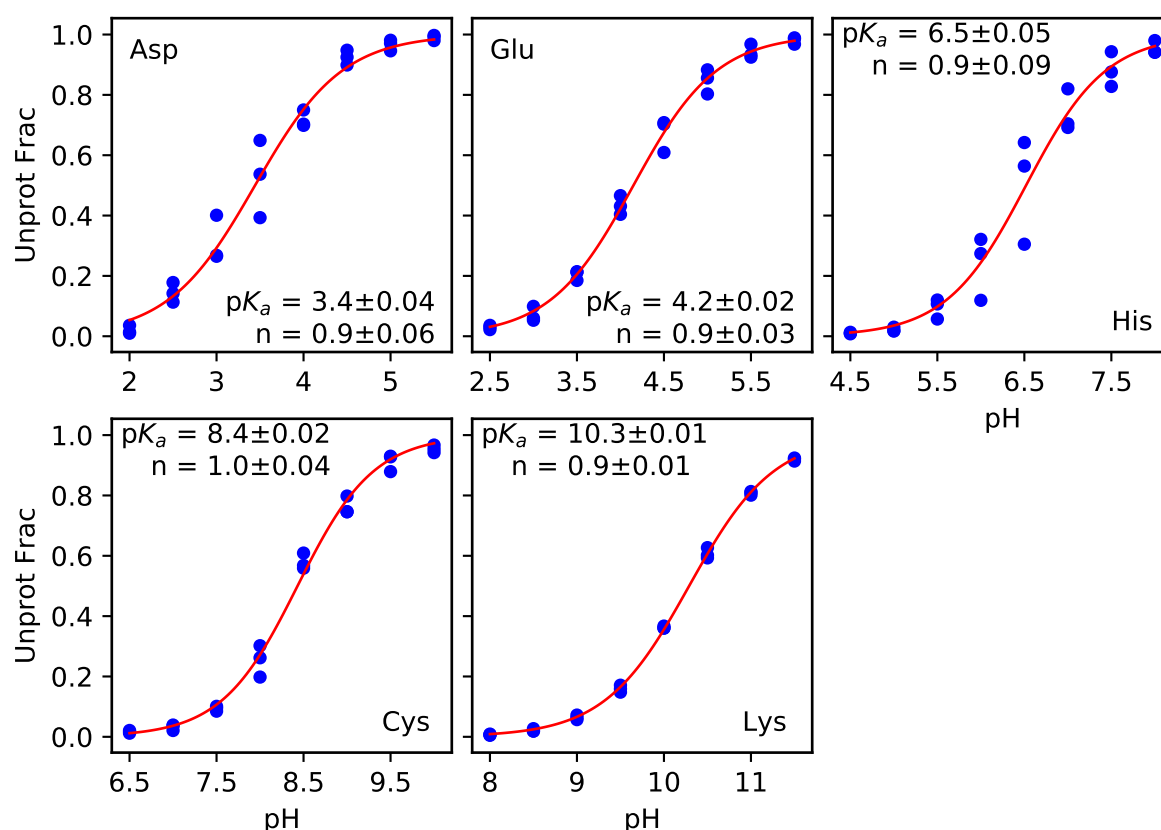 Unprot Frac
1.0
0.8
0.6
0.4
0.2
0.0
Asp
pKa = 3.4±0.04
n = 0.9±0.06
2
3
4
5
Glu
pKa = 4.2±0.02
n = 0.9±0.03
2.5
3.5
4.5
5.5
pKa = 6.5±0.05
n = 0.9±0.09
His
4.5
5.5
6.5
7.5
pH
Unprot Frac
1.0
0.8
0.6
0.4
0.2
0.0
pKa = 8.4±0.02
n = 1.0±0.04
Cys
6.5
7.5
8.5
9.5
pH
pKa = 10.3±0.01
n = 0.9±0.01
Lys
8
9
10
11
pH